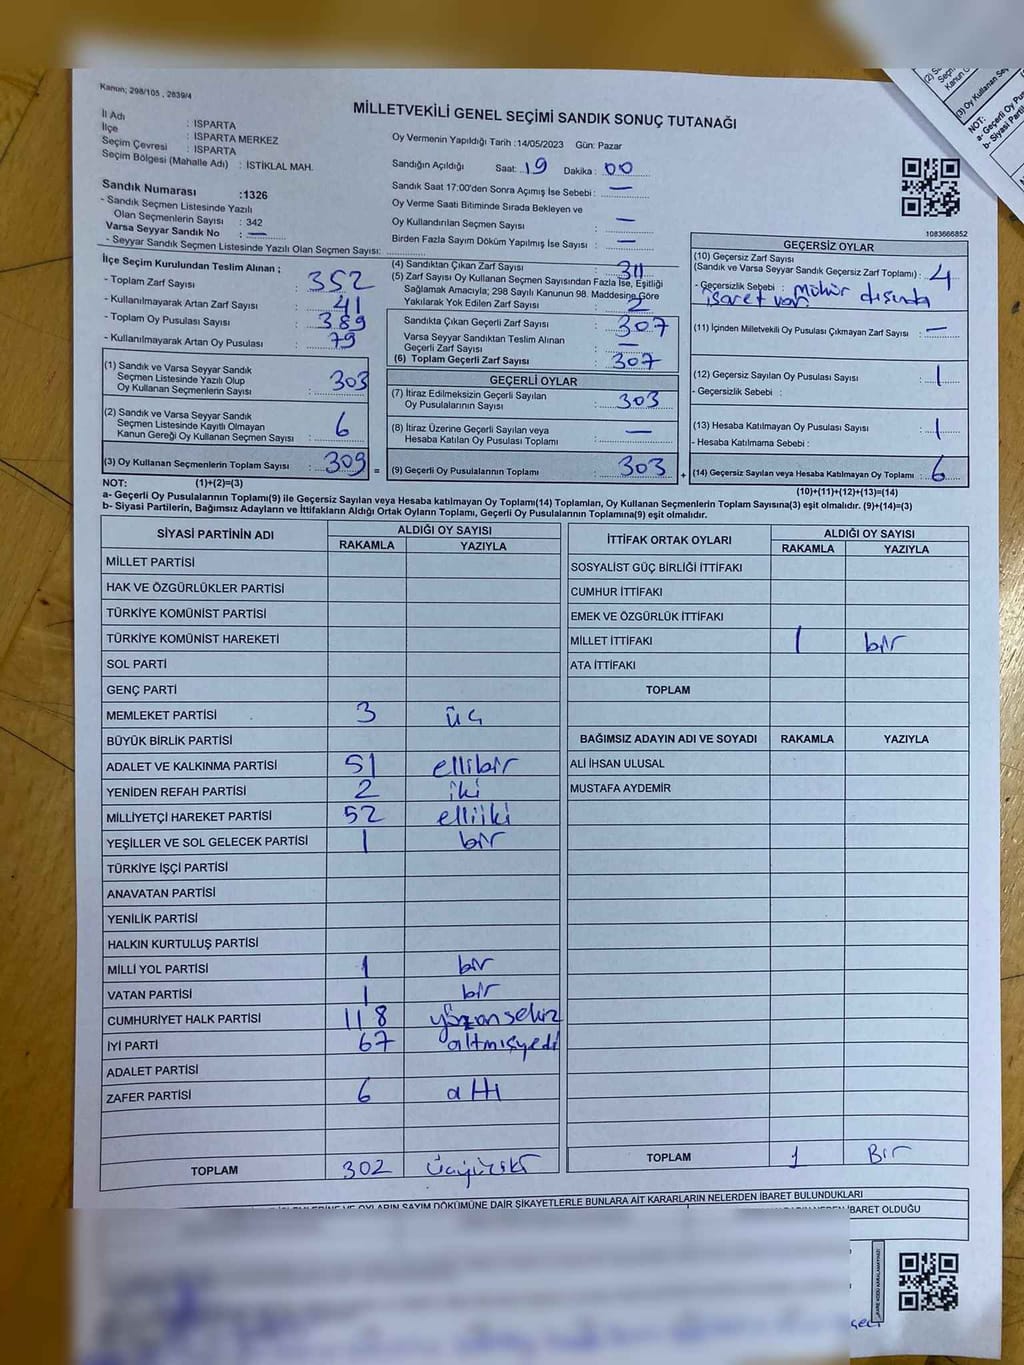 Kanun; 298/105 , 2839/4
MİLLETVEKİLİ GENEL SEÇİMİ SANDIK SONUÇ TUTANAĞI
İl Adı : ISPARTA
İlçe : ISPARTA MERKEZ
Seçim Çevresi : ISPARTA
Seçim Bölgesi (Mahalle Adı) : İSTİKLAL MAH.
Oy Vermenin Yapıldığı Tarih :14/05/2023 Gün: Pazar
Sandığın Açıldığı Saat: 19 Dakika : 00
Sandık Saat 17:00'den Sonra Açımış İse Sebebi : —
Oy Verme Saati Bitiminde Sırada Bekleyen ve
Oy Kullandırılan Seçmen Sayısı : —
Birden Fazla Sayım Döküm Yapılmış İse Sayısı : —
Sandık Numarası :1326
- Sandık Seçmen Listesinde Yazılı
Olan Seçmenlerin Sayısı : 342
Varsa Seyyar Sandık No : —
- Seyyar Sandık Seçmen Listesinde Yazılı Olan Seçmen Sayısı:
1083666852
İlçe Seçim Kurulundan Teslim Alınan ;
- Toplam Zarf Sayısı : 352
- Kullanılmayarak Artan Zarf Sayısı : 41
- Toplam Oy Pusulası Sayısı : 389
- Kullanılmayarak Artan Oy Pusulası : 79
(1) Sandık ve Varsa Seyyar Sandık
Seçmen Listesinde Yazılı Olup
Oy Kullanan Seçmenlerin Sayısı : 303
(2) Sandık ve Varsa Seyyar Sandık
Seçmen Listesinde Kayıtlı Olmayan
Kanun Gereği Oy Kullanan Seçmen Sayısı : 6
(3) Oy Kullanan Seçmenlerin Toplam Sayısı : 309 =
(4) Sandıktan Çıkan Zarf Sayısı : 311
(5) Zarf Sayısı Oy Kullanan Seçmen Sayısından Fazla İse, Eşitliği
Sağlamak Amacıyla; 298 Sayılı Kanunun 98. Maddesine Göre
Yakılarak Yok Edilen Zarf Sayısı : 2
Sandıkta Çıkan Geçerli Zarf Sayısı : 307
Varsa Seyyar Sandıktan Teslim Alınan
Geçerli Zarf Sayısı : —
(6) Toplam Geçerli Zarf Sayısı : 307
GEÇERLİ OYLAR
(7) İtiraz Edilmeksizin Geçerli Sayılan
Oy Pusulalarının Sayısı : 303
(8) İtiraz Üzerine Geçerli Sayılan veya
Hesaba Katılan Oy Pusulası Toplamı : —
(9) Geçerli Oy Pusulalarının Toplamı : 303 +
GEÇERSİZ OYLAR
(10) Geçersiz Zarf Sayısı
(Sandık ve Varsa Seyyar Sandık Geçersiz Zarf Toplamı) : 4
- Geçersizlik Sebebi : mühür dışında
işaret var
(11) İçinden Milletvekili Oy Pusulası Çıkmayan Zarf Sayısı : —
(12) Geçersiz Sayılan Oy Pusulası Sayısı : 1
- Geçersizlik Sebebi :
(13) Hesaba Katılmayan Oy Pusulası Sayısı : 1
- Hesaba Katılmama Sebebi :
(14) Geçersiz Sayılan veya Hesaba Katılmayan Oy Toplamı : 6
NOT: (1)+(2)=(3) (10)+(11)+(12)+(13)=(14)
a- Geçerli Oy Pusulalarının Toplamı(9) ile Geçersiz Sayılan veya Hesaba katılmayan Oy Toplamı(14) Toplamları, Oy Kullanan Seçmenlerin Toplam Sayısına(3) eşit olmalıdır. (9)+(14)=(3)
b- Siyasi Partilerin, Bağımsız Adayların ve İttifakların Aldığı Ortak Oyların Toplamı, Geçerli Oy Pusulalarının Toplamına(9) eşit olmalıdır.
SİYASİ PARTİNİN ADI ALDIĞI OY SAYISI
RAKAMLA YAZIYLA
MİLLET PARTİSİ
HAK VE ÖZGÜRLÜKLER PARTİSİ
TÜRKİYE KOMÜNİST PARTİSİ
TÜRKİYE KOMÜNİST HAREKETİ
SOL PARTİ
GENÇ PARTİ
MEMLEKET PARTİSİ 3 üç
BÜYÜK BİRLİK PARTİSİ
ADALET VE KALKINMA PARTİSİ 51 ellibir
YENİDEN REFAH PARTİSİ 2 iki
MİLLİYETÇİ HAREKET PARTİSİ 52 elliiki
YEŞİLLER VE SOL GELECEK PARTİSİ 1 bir
TÜRKİYE İŞÇİ PARTİSİ
ANAVATAN PARTİSİ
YENİLİK PARTİSİ
HALKIN KURTULUŞ PARTİSİ
MİLLİ YOL PARTİSİ 1 bir
VATAN PARTİSİ 1 bir
CUMHURİYET HALK PARTİSİ 118 yüzonsekiz
İYİ PARTİ 67 altmışyedi
ADALET PARTİSİ
ZAFER PARTİSİ 6 altı
TOPLAM 302 üçyüziki
İTTİFAK ORTAK OYLARI ALDIĞI OY SAYISI
RAKAMLA YAZIYLA
SOSYALİST GÜÇ BİRLİĞİ İTTİFAKI
CUMHUR İTTİFAKI
EMEK VE ÖZGÜRLÜK İTTİFAKI
MİLLET İTTİFAKI 1 bir
ATA İTTİFAKI
TOPLAM
BAĞIMSIZ ADAYIN ADI VE SOYADI RAKAMLA YAZIYLA
ALİ İHSAN ULUSAL
MUSTAFA AYDEMİR
TOPLAM 1 Bir
OYLARIN SAYIM DÖKÜMÜNE DAİR ŞİKAYETLERLE BUNLARA AİT KARARLARIN NELERDEN İBARET BULUNDUKLARI
İBARET OLDUĞU